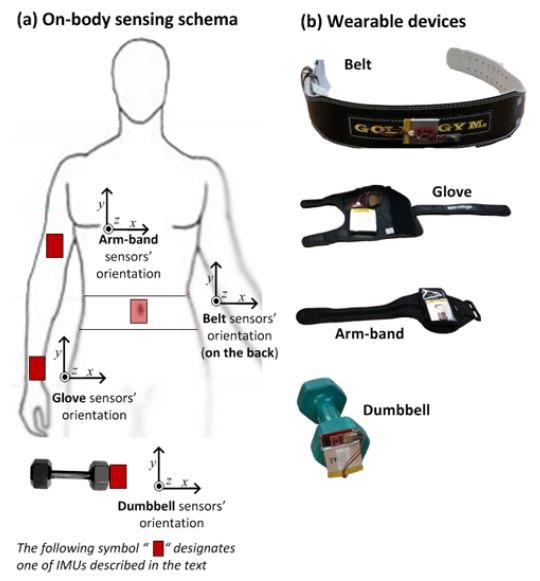 (a) On-body sensing schema
y
z x
Arm-band
sensors'
orientation
y
z x
Belt sensors'
orientation
(on the back)
y
z x
Glove sensors'
orientation
y
z x
Dumbbell sensors'
orientation
The following symbol “ ” designates
one of IMUs described in the text
(b) Wearable devices
Belt
GYM.
Glove
Arm-band
Dumbbell